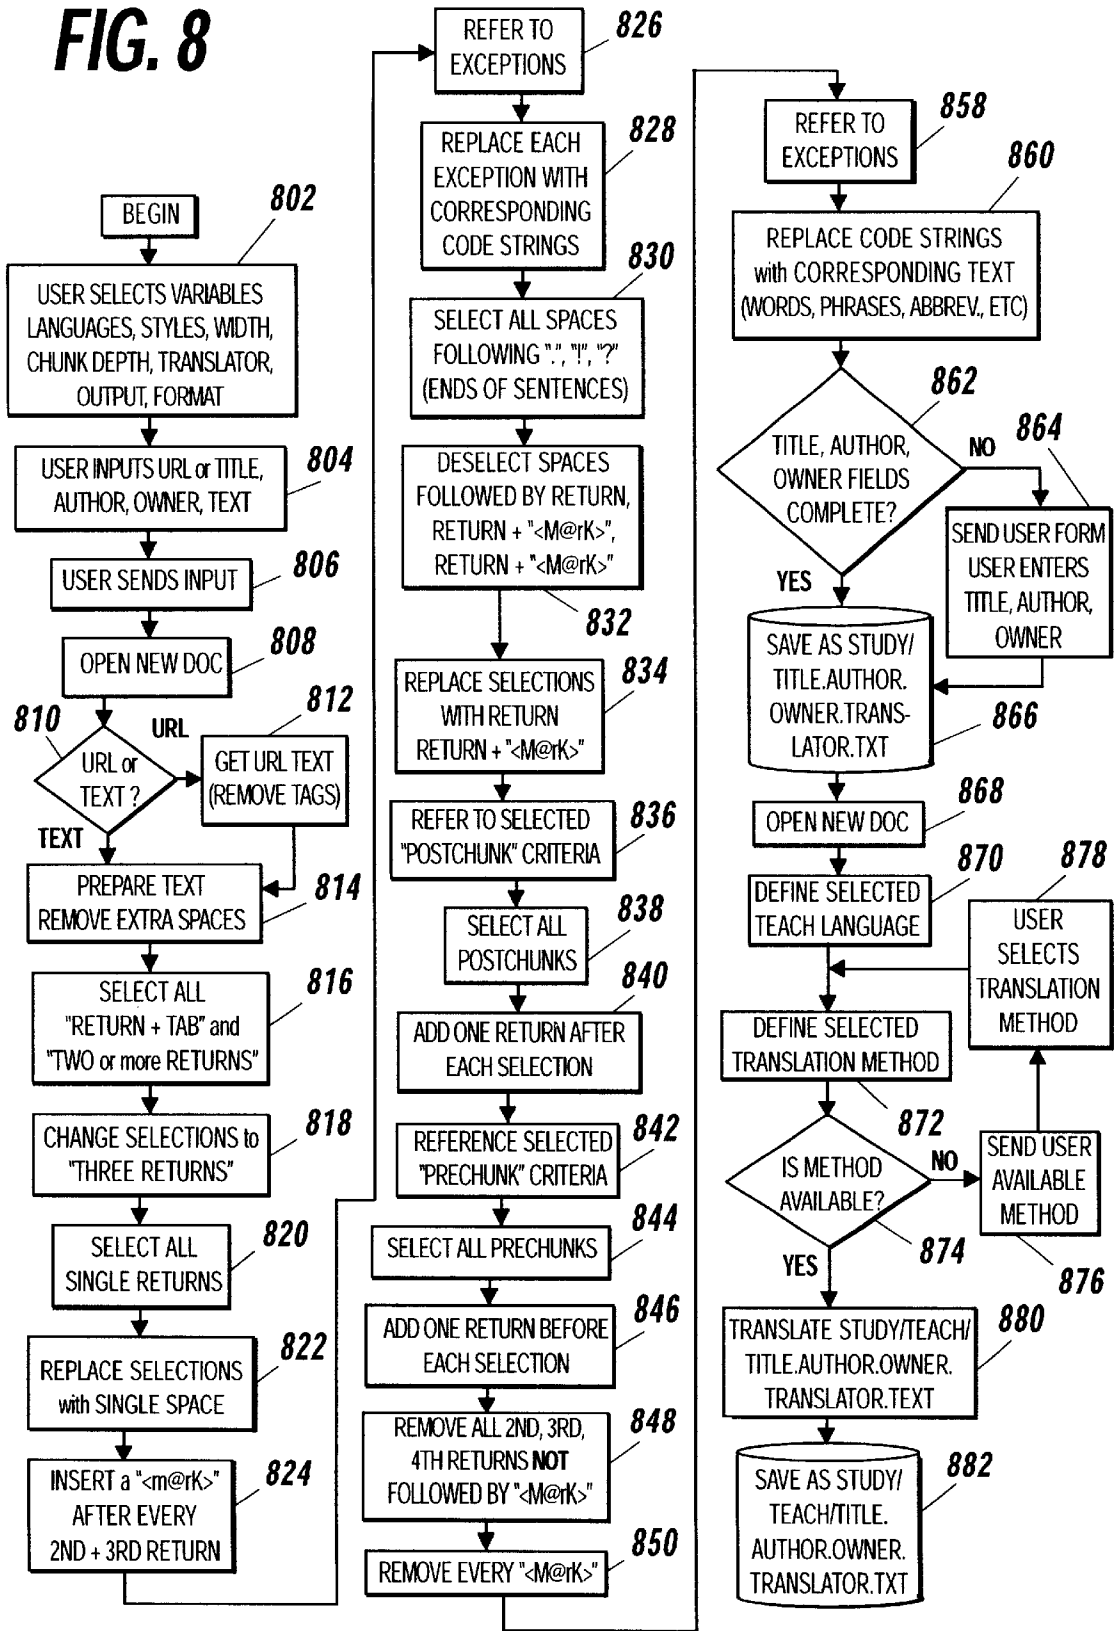 FIG. 8
BEGIN
802
USER SELECTS VARIABLES
LANGUAGES, STYLES, WIDTH,
CHUNK DEPTH, TRANSLATOR,
OUTPUT, FORMAT
USER INPUTS URL or TITLE,
AUTHOR, OWNER, TEXT
804
USER SENDS INPUT
806
OPEN NEW DOC
808
810
URL or
TEXT ?
URL
TEXT
812
GET URL TEXT
(REMOVE TAGS)
PREPARE TEXT
REMOVE EXTRA SPACES
814
SELECT ALL
"RETURN + TAB" and
"TWO or more RETURNS"
816
CHANGE SELECTIONS to
"THREE RETURNS"
818
SELECT ALL
SINGLE RETURNS
820
REPLACE SELECTIONS
with SINGLE SPACE
822
INSERT a "<m@rK>"
AFTER EVERY
2ND + 3RD RETURN
824
REFER TO
EXCEPTIONS
826
REPLACE EACH
EXCEPTION WITH
CORRESPONDING
CODE STRINGS
828
830
SELECT ALL SPACES
FOLLOWING ".", "!", "?"
(ENDS OF SENTENCES)
DESELECT SPACES
FOLLOWED BY RETURN,
RETURN + "<M@rK>",
RETURN + "<M@rK>"
832
REPLACE SELECTIONS
WITH RETURN
RETURN + "<M@rK>"
834
REFER TO SELECTED
"POSTCHUNK" CRITERIA
836
SELECT ALL
POSTCHUNKS
838
840
ADD ONE RETURN AFTER
EACH SELECTION
REFERENCE SELECTED
"PRECHUNK" CRITERIA
842
SELECT ALL PRECHUNKS
844
ADD ONE RETURN BEFORE
EACH SELECTION
846
REMOVE ALL 2ND, 3RD,
4TH RETURNS NOT
FOLLOWED BY "<M@rK>"
848
REMOVE EVERY "<M@rK>"
850
REFER TO
EXCEPTIONS
858
860
REPLACE CODE STRINGS
with CORRESPONDING TEXT
(WORDS, PHRASES, ABBREV., ETC)
862
TITLE, AUTHOR,
OWNER FIELDS
COMPLETE?
NO
YES
864
SEND USER FORM
USER ENTERS
TITLE, AUTHOR,
OWNER
SAVE AS STUDY/
TITLE.AUTHOR.
OWNER.TRANS-
LATOR.TXT
866
OPEN NEW DOC
868
DEFINE SELECTED
TEACH LANGUAGE
870
878
USER
SELECTS
TRANSLATION
METHOD
DEFINE SELECTED
TRANSLATION METHOD
872
IS METHOD
AVAILABLE?
NO
874
YES
SEND USER
AVAILABLE
METHOD
876
TRANSLATE STUDY/TEACH/
TITLE.AUTHOR.OWNER.
TRANSLATOR.TEXT
880
SAVE AS STUDY/
TEACH/TITLE.
AUTHOR.OWNER.
TRANSLATOR.TXT
882